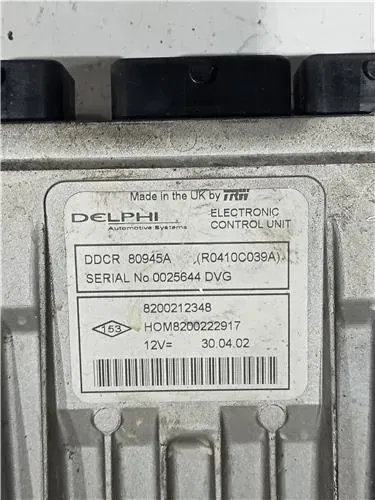 Made in the UK by TRW
DELPHI
Automotive Systems
ELECTRONIC
CONTROL UNIT
DDCR 80945A (R0410C039A)
SERIAL No 0025644 DVG
8200212348
153
HOM8200222917
12V= 30.04.02